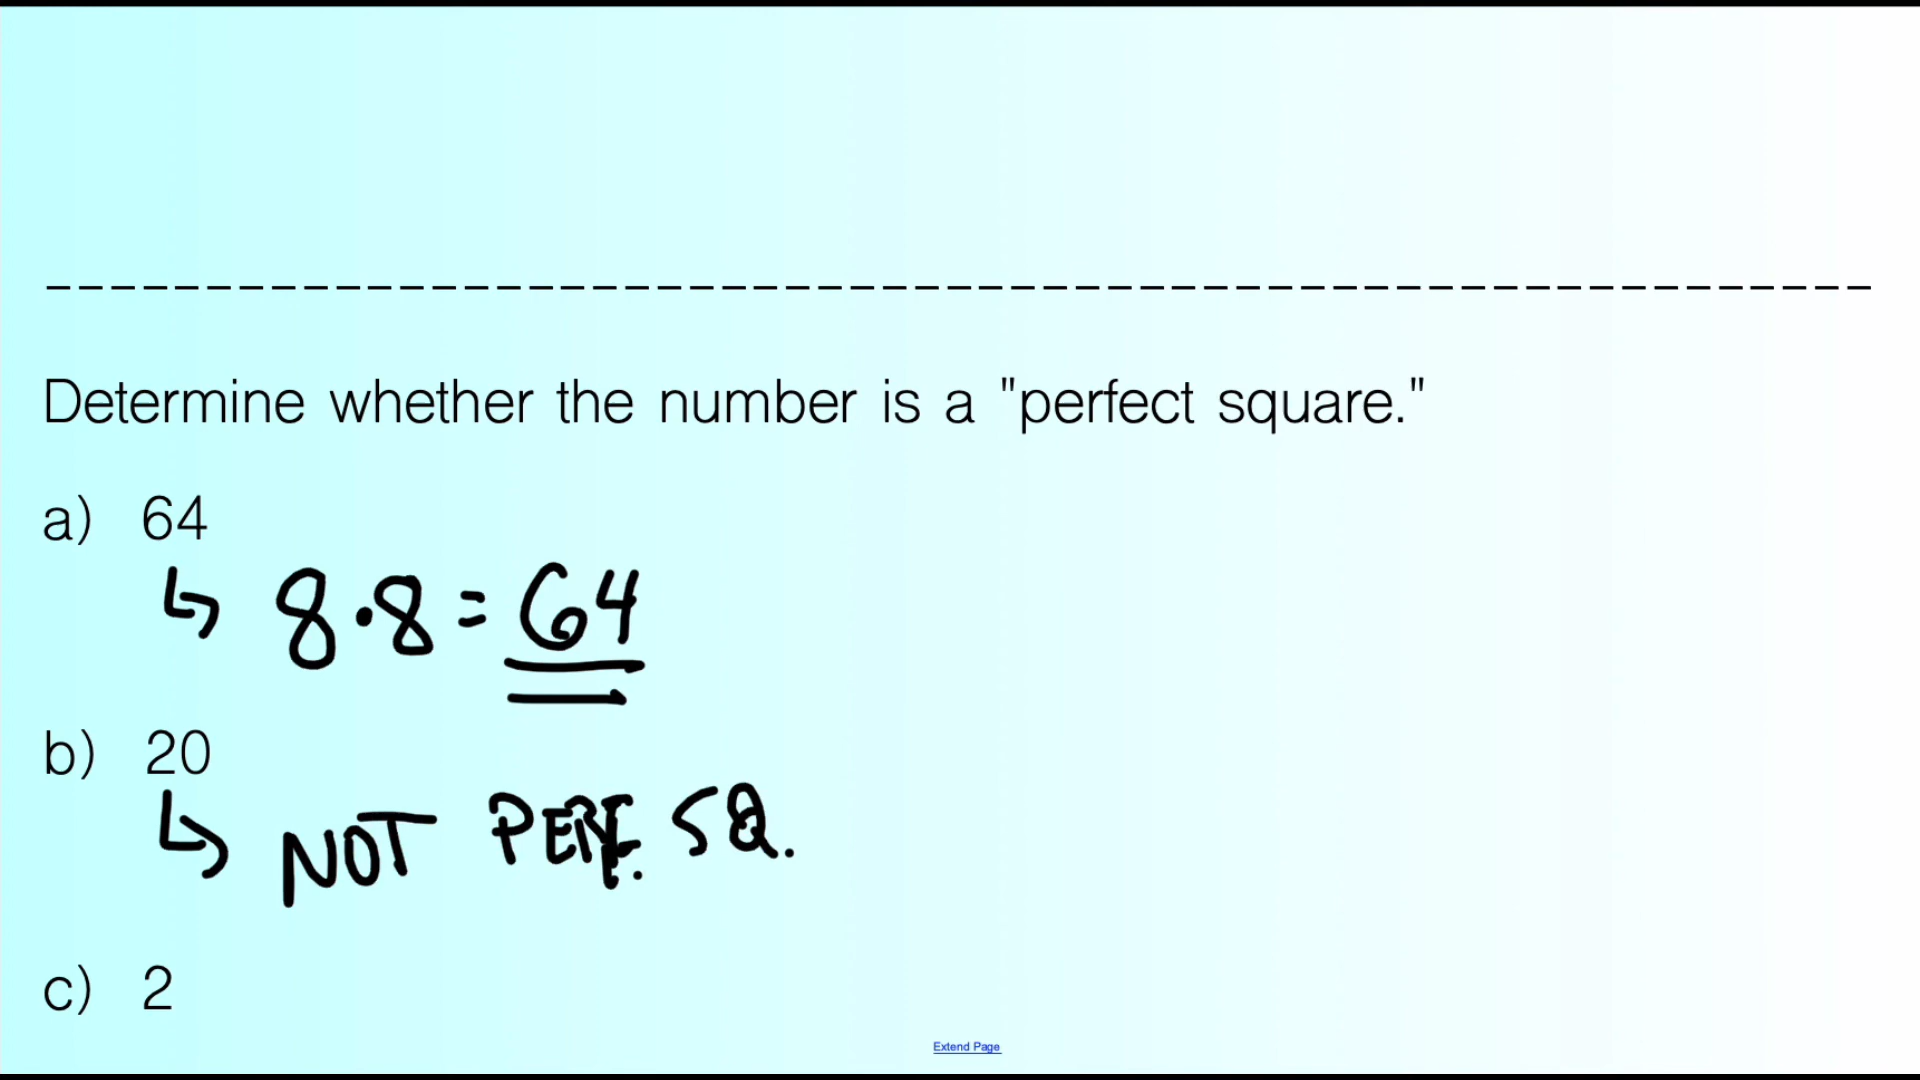 Determine whether the number is a "perfect square."
a) 64
↳ 8·8=64
b) 20
↳ NOT PERF. SQ.
c) 2
Extend Page